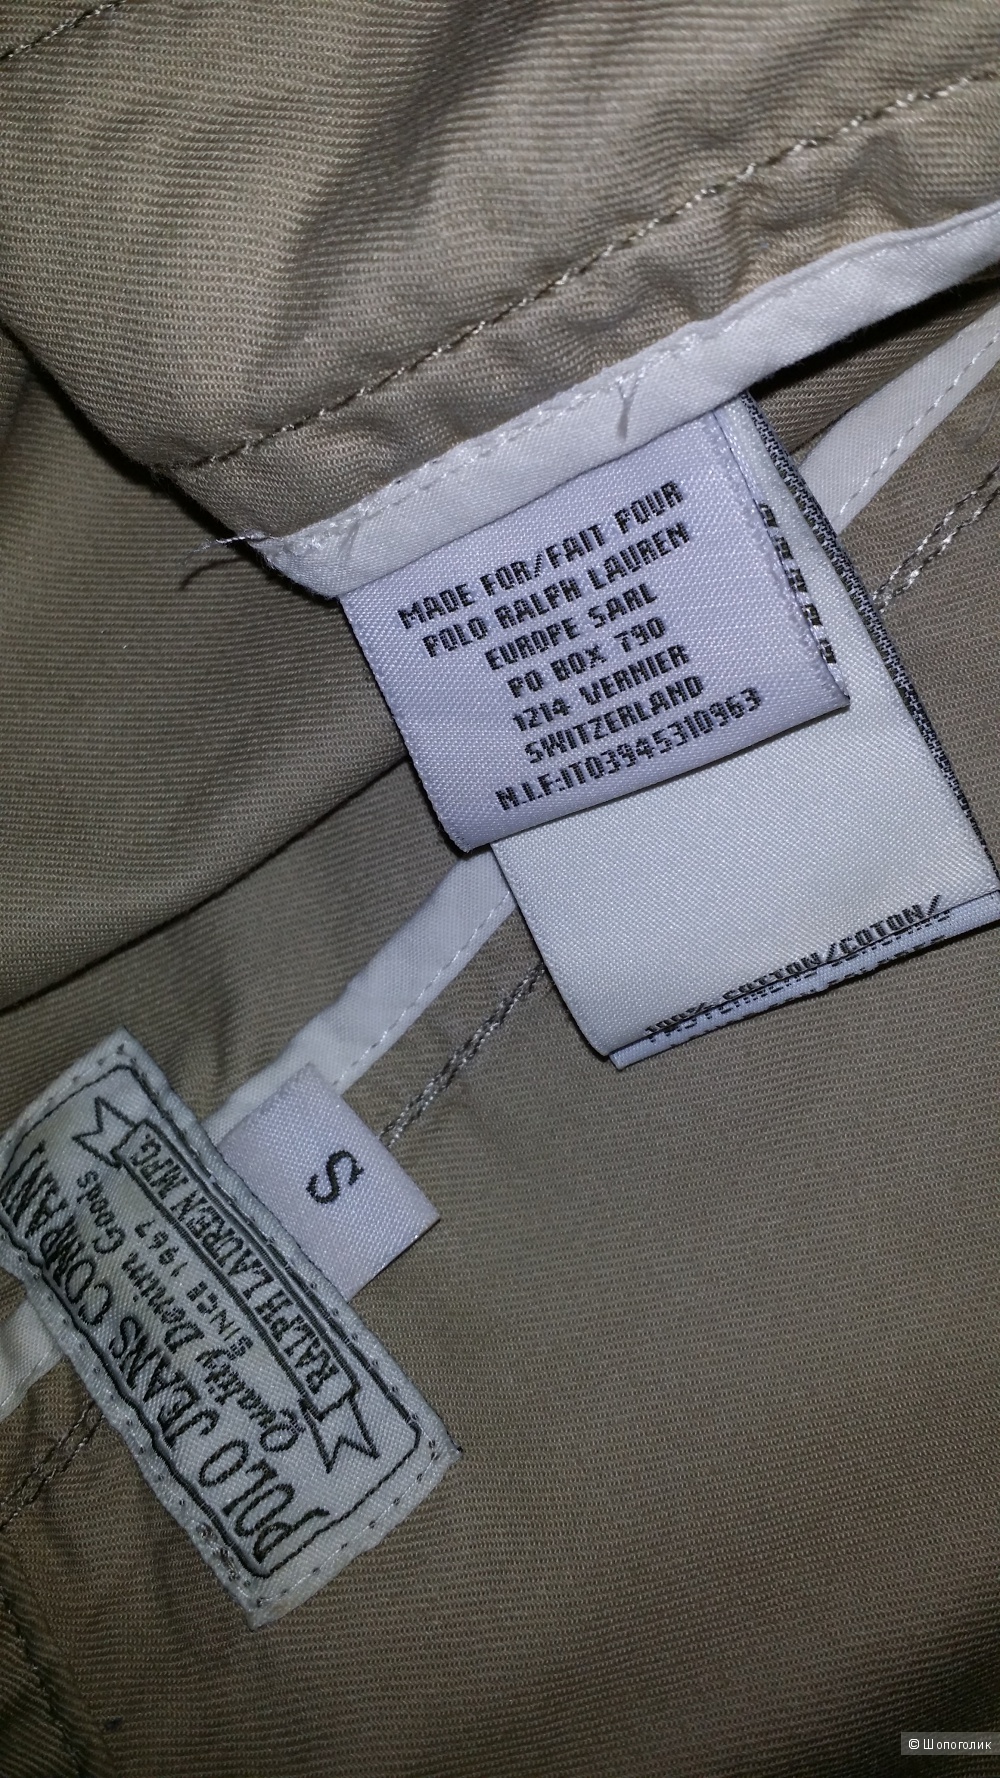 MADE FOR/FAIT POUR
POLO RALPH LAUREN
EUROPE SARL
PO BOX 790
1214 VERNIER
SWITZERLAND
N.I.F:IT03945310963
100% COTTON/COTON/
S
POLO JEANS COMPANY
Quality Denim Goods
SINCE 1967
RALPH LAUREN MFG.
© Шопоголик